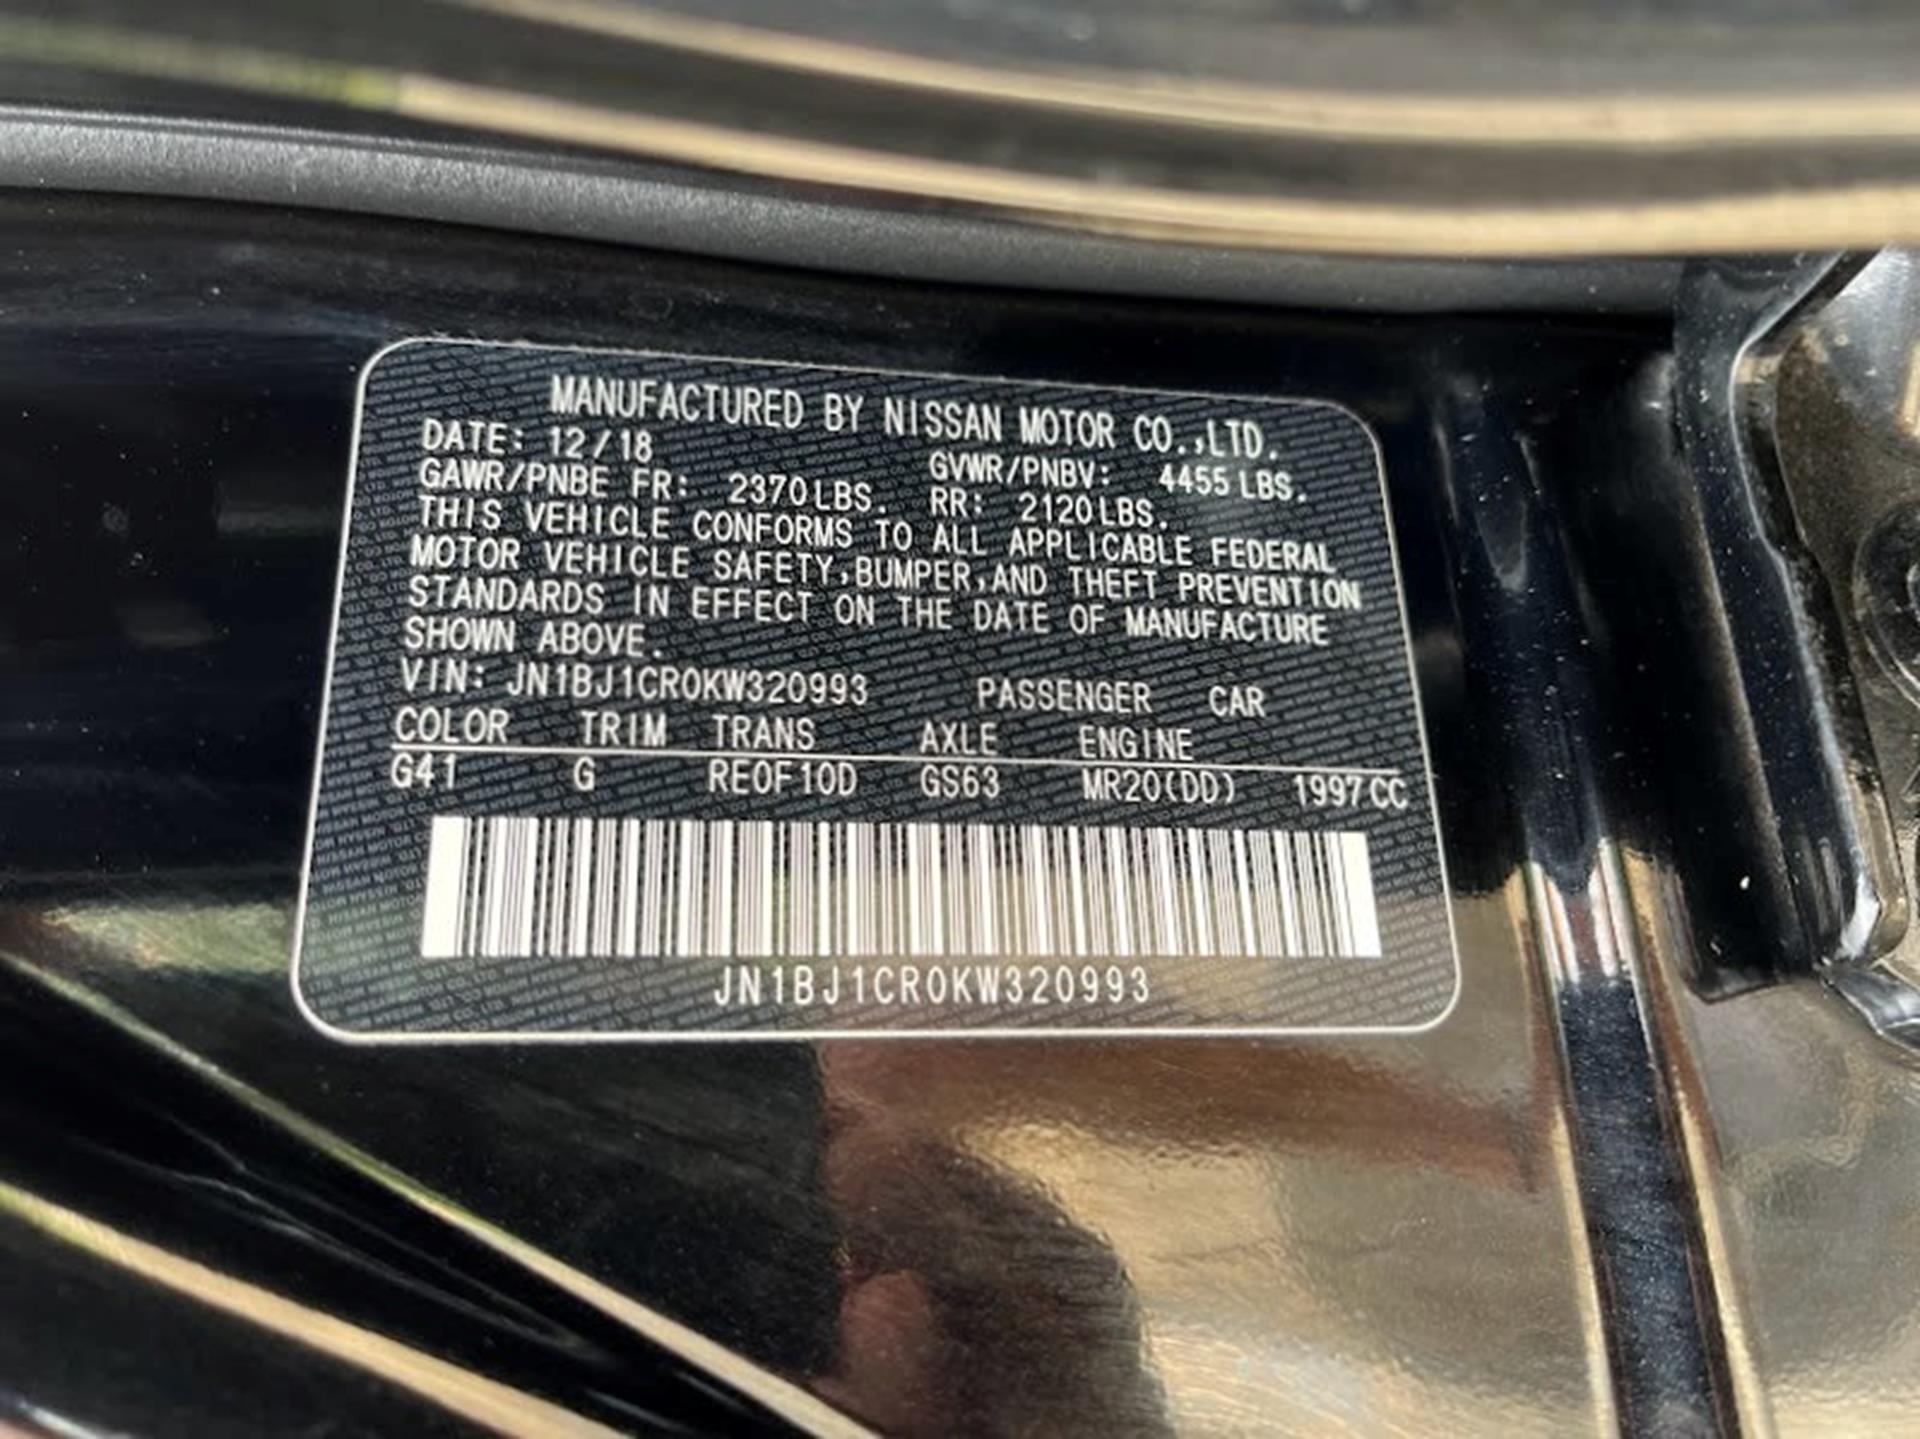 MANUFACTURED BY NISSAN MOTOR CO.,LTD.
DATE: 12/18 GVWR/PNBV: 4455 LBS.
GAWR/PNBE FR: 2370 LBS. RR: 2120 LBS.
THIS VEHICLE CONFORMS TO ALL APPLICABLE FEDERAL
MOTOR VEHICLE SAFETY,BUMPER,AND THEFT PREVENTION
STANDARDS IN EFFECT ON THE DATE OF MANUFACTURE
SHOWN ABOVE.
VIN: JN1BJ1CR0KW320993 PASSENGER CAR
COLOR TRIM TRANS AXLE ENGINE
G41 G RE0F10D GS63 MR20(DD) 1997CC
JN1BJ1CR0KW320993